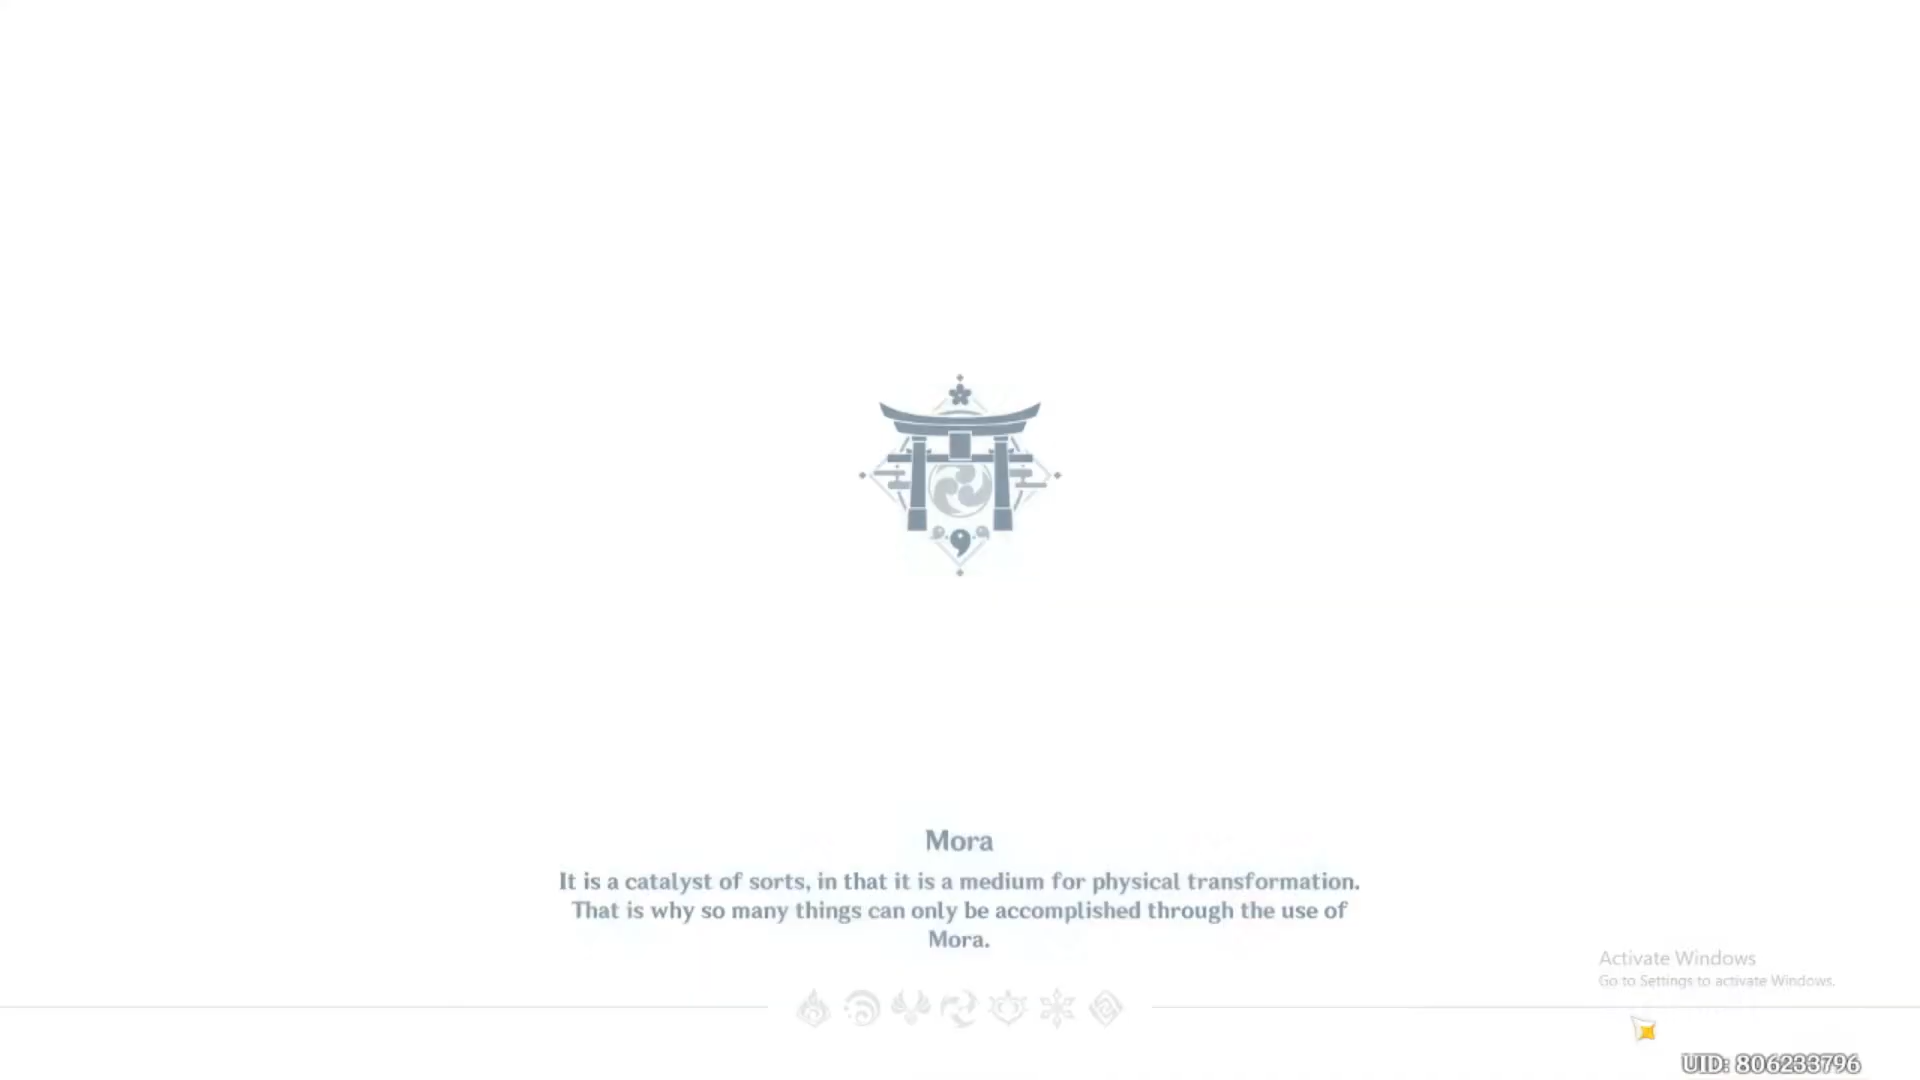 Mora
It is a catalyst of sorts, in that it is a medium for physical transformation.
That is why so many things can only be accomplished through the use of
Mora.
Activate Windows
Go to Settings to activate Windows.
UID: 806233796